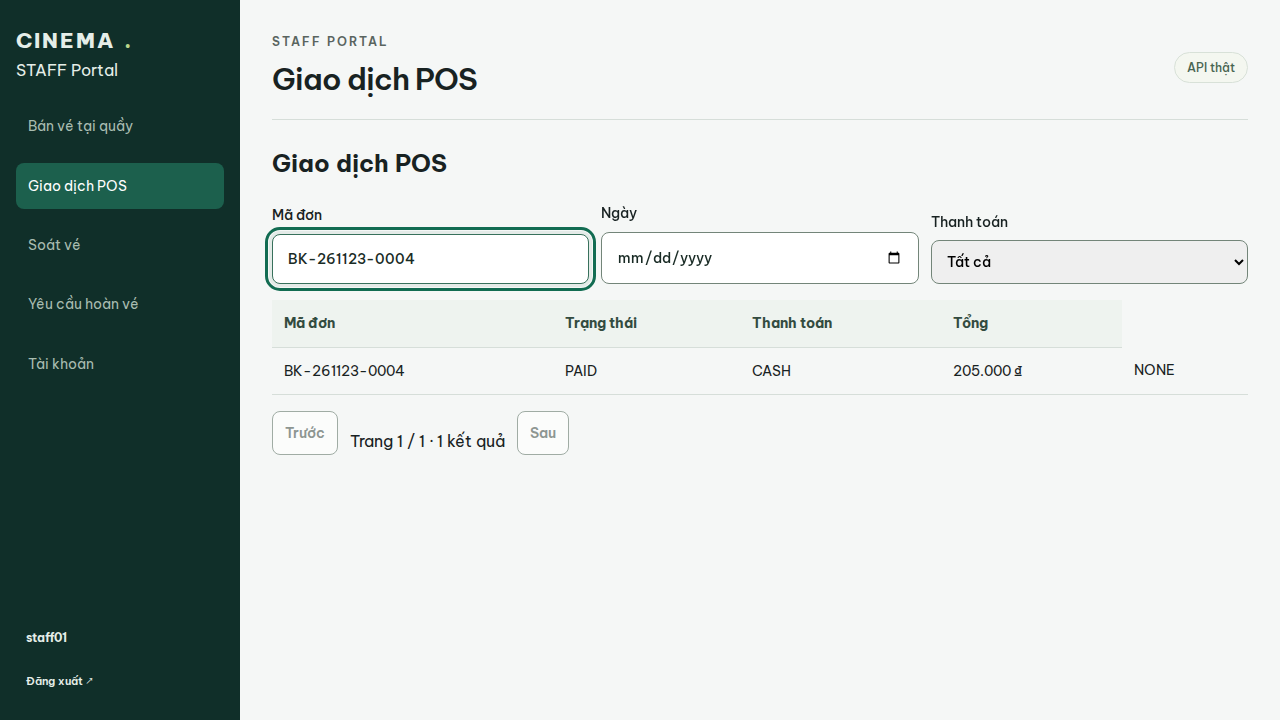 CINEMA .
STAFF Portal
Bán vé tại quầy
Giao dịch POS
Soát vé
Yêu cầu hoàn vé
Tài khoản
staff01
Đăng xuất ↗
STAFF PORTAL
Giao dịch POS
API thật
Giao dịch POS
Mã đơn
BK-261123-0004
Ngày
mm/dd/yyyy
Thanh toán
Tất cả
Mã đơn Trạng thái Thanh toán Tổng
BK-261123-0004 PAID CASH 205.000 ₫ NONE
Trước Trang 1 / 1 · 1 kết quả Sau